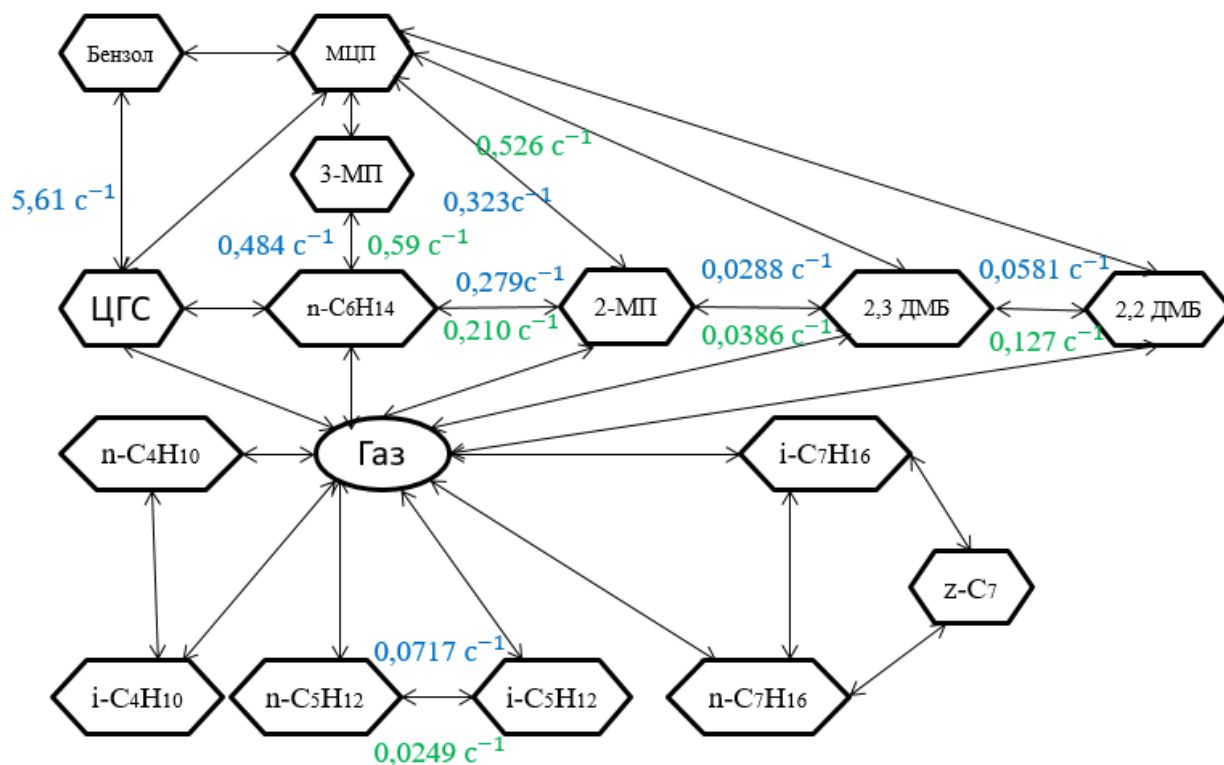 Бензол
МЦП
0,526 с⁻¹
3-МП
5,61 с⁻¹
0,323с⁻¹
0,484 с⁻¹
0,59 с⁻¹
0,279с⁻¹
0,0288 с⁻¹
0,0581 с⁻¹
ЦГС
n-C6H14
2-МП
2,3 ДМБ
2,2 ДМБ
0,210 с⁻¹
0,0386 с⁻¹
0,127 с⁻¹
n-C4H10
Газ
i-C7H16
z-C7
0,0717 с⁻¹
i-C4H10
n-C5H12
i-C5H12
n-C7H16
0,0249 с⁻¹